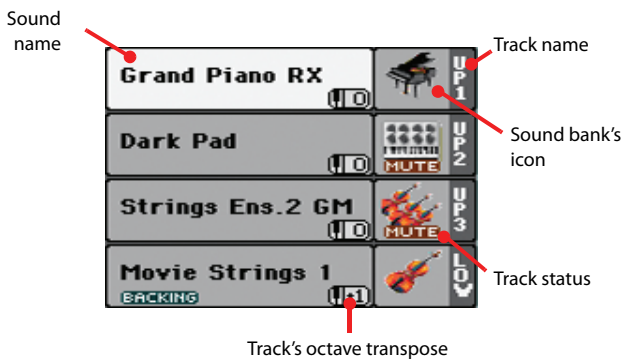 Sound
name
Track name
Grand Piano RX
0
UP1
Sound bank's
icon
Dark Pad
0
MUTE
UP2
Strings Ens.2 GM
0
MUTE
UP3
Movie Strings 1
BACKING
+1
LOW
Track status
Track's octave transpose